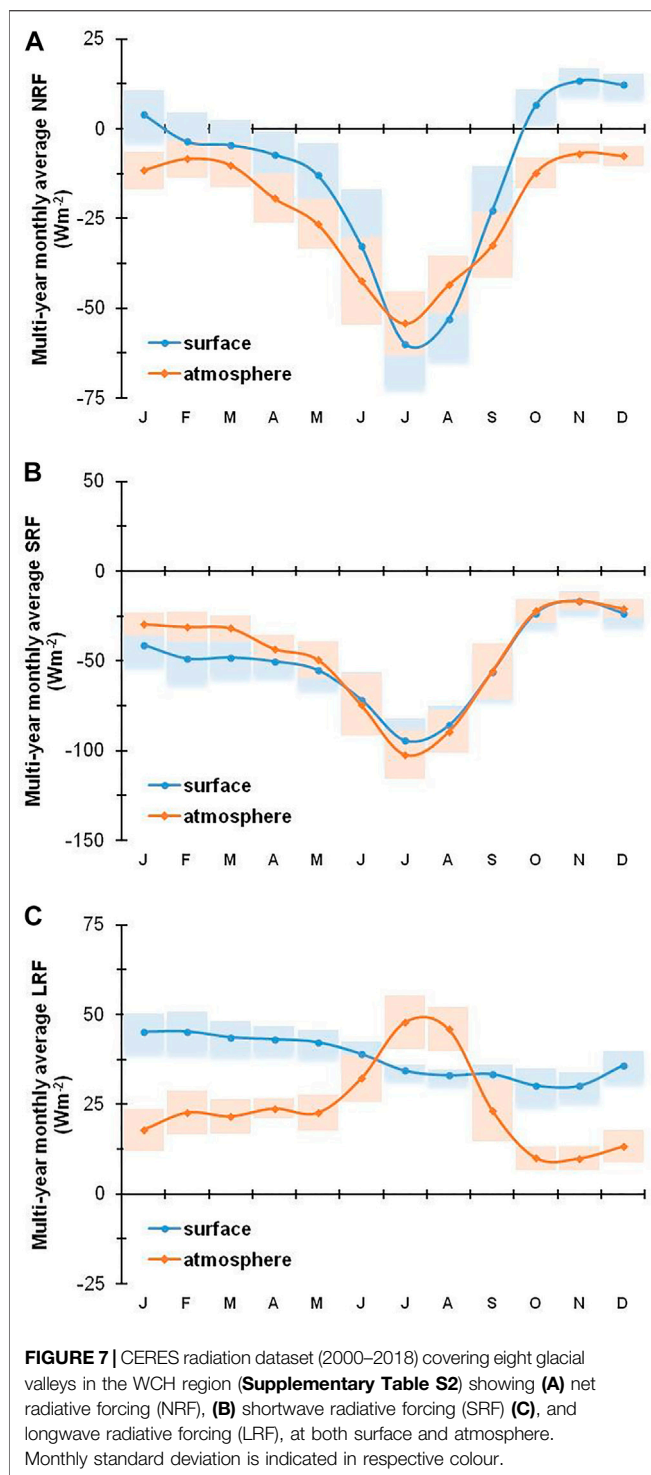 A
Multi-year monthly average NRF
(Wm-2)
25
0
-25
-50
-75
surface
atmosphere
J F M A M J J A S O N D
B
Multi-year monthly average SRF
(Wm-2)
50
0
-50
-100
-150
surface
atmosphere
J F M A M J J A S O N D
C
Multi-year monthly average LRF
(Wm-2)
75
50
25
0
-25
surface
atmosphere
J F M A M J J A S O N D
FIGURE 7 | CERES radiation dataset (2000–2018) covering eight glacial
valleys in the WCH region (Supplementary Table S2) showing (A) net
radiative forcing (NRF), (B) shortwave radiative forcing (SRF) (C), and
longwave radiative forcing (LRF), at both surface and atmosphere.
Monthly standard deviation is indicated in respective colour.